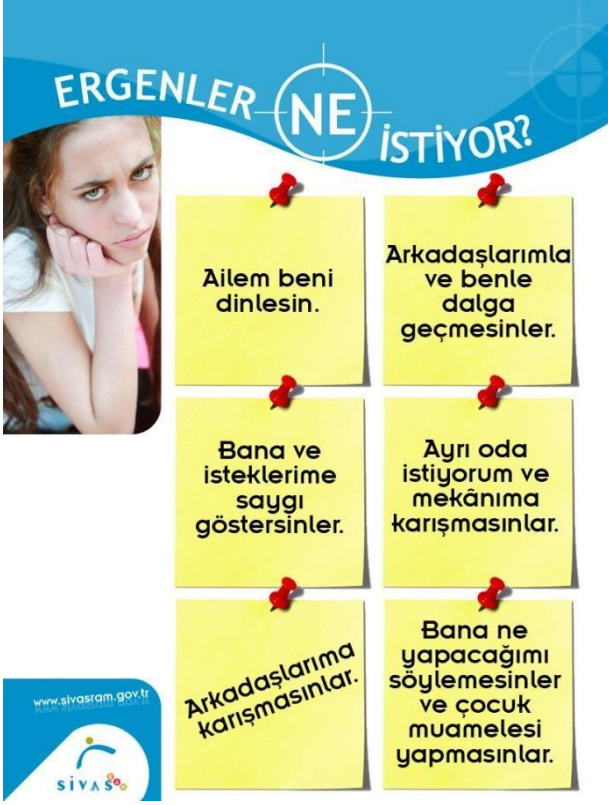 ERGENLER NE İSTİYOR?
Ailem beni
dinlesin.
Arkadaşlarımla
ve benle
dalga
geçmesinler.
Bana ve
isteklerime
saygı
göstersinler.
Ayrı oda
istiyorum ve
mekânıma
karışmasınlar.
Arkadaşlarıma
karışmasınlar.
Bana ne
yapacağımı
söylemesinler
ve çocuk
muamelesi
yapmasınlar.
www.sivasram.gov.tr
SİVAS RAM